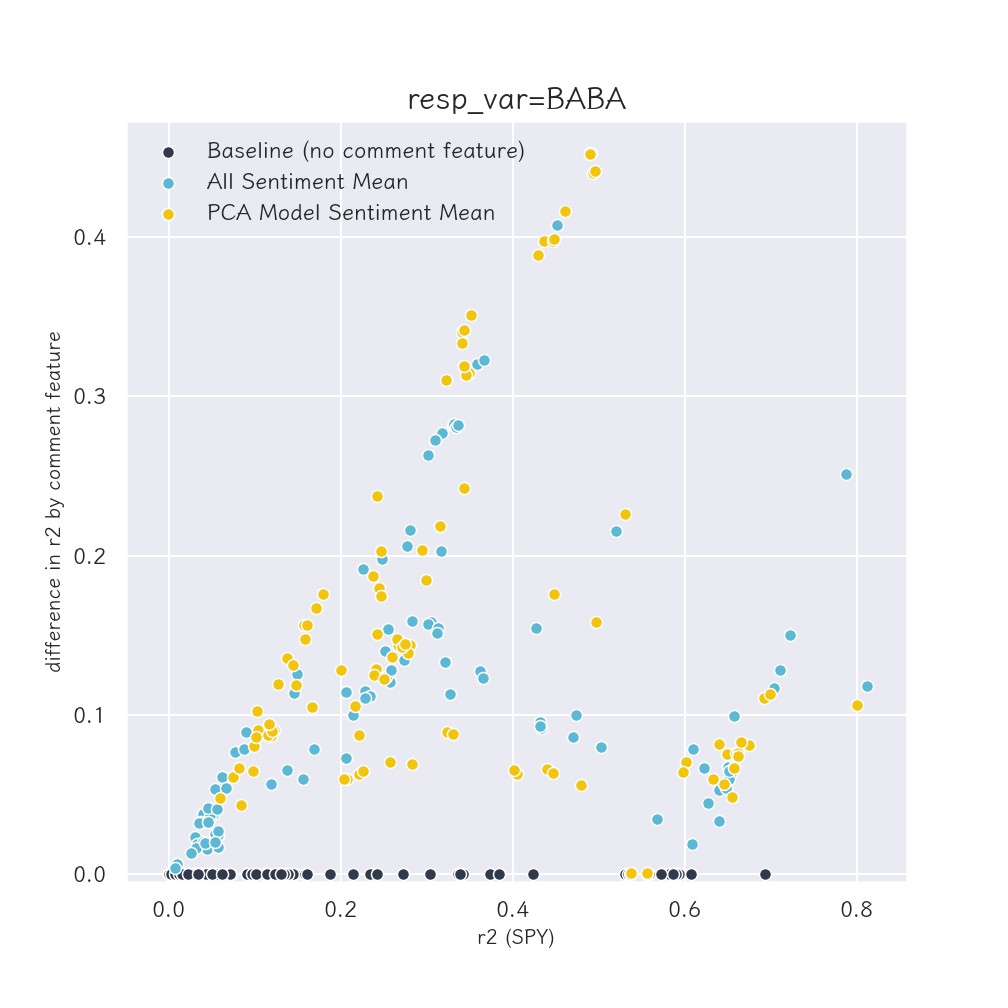 resp_var=BABA
Baseline (no comment feature)
All Sentiment Mean
PCA Model Sentiment Mean
difference in r2 by comment feature
0.4
0.3
0.2
0.1
0.0
0.0 0.2 0.4 0.6 0.8
r2 (SPY)